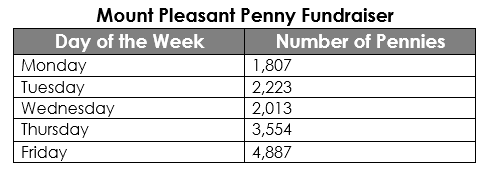 Mount Pleasant Penny Fundraiser
Day of the Week Number of Pennies
Monday 1,807
Tuesday 2,223
Wednesday 2,013
Thursday 3,554
Friday 4,887